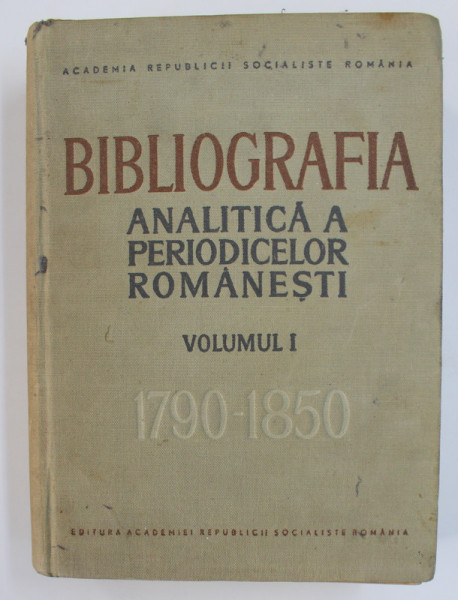 ACADEMIA REPUBLICII SOCIALISTE ROMÂNIA
BIBLIOGRAFIA
ANALITICĂ A
PERIODICELOR
ROMÂNEȘTI
VOLUMUL I
1790-1850
EDITURA ACADEMIEI REPUBLICII SOCIALISTE ROMÂNIA